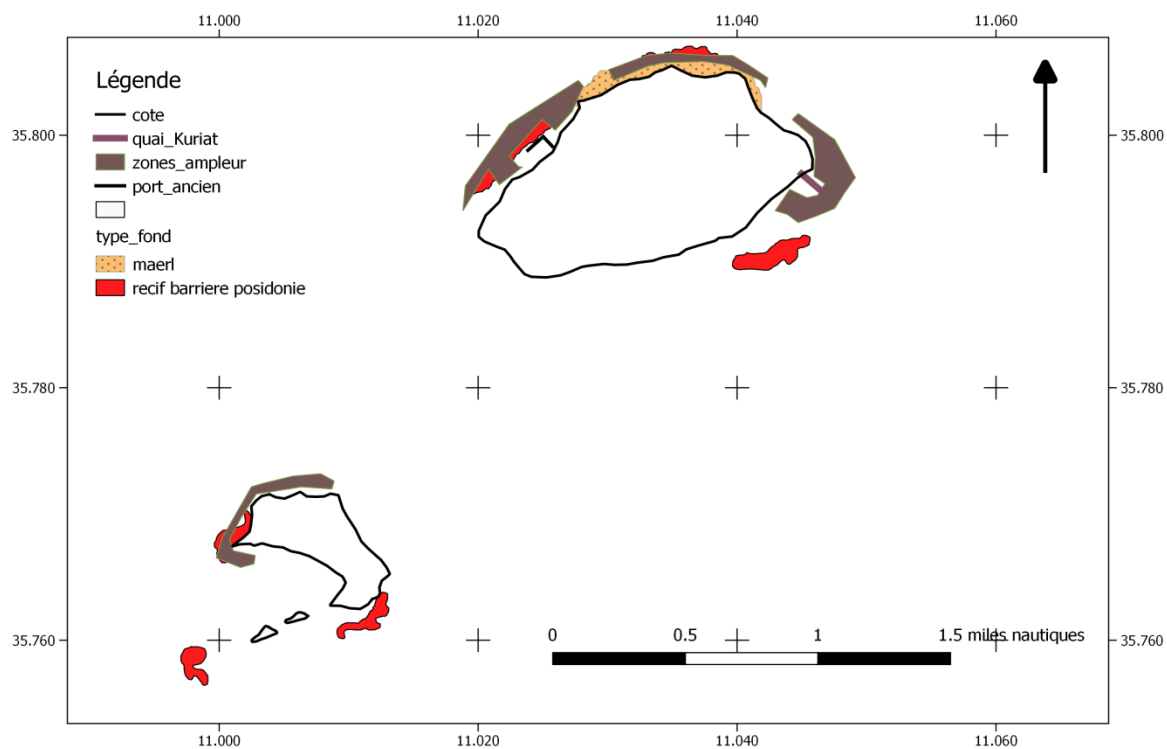 11.000 11.020 11.040 11.060
Légende
cote
quai_Kuriat
zones_ampleur
port_ancien
type_fond
maerl
recif barriere posidonie
35.800 35.800
35.780 35.780
35.760 35.760
0 0.5 1 1.5 miles nautiques
11.000 11.020 11.040 11.060